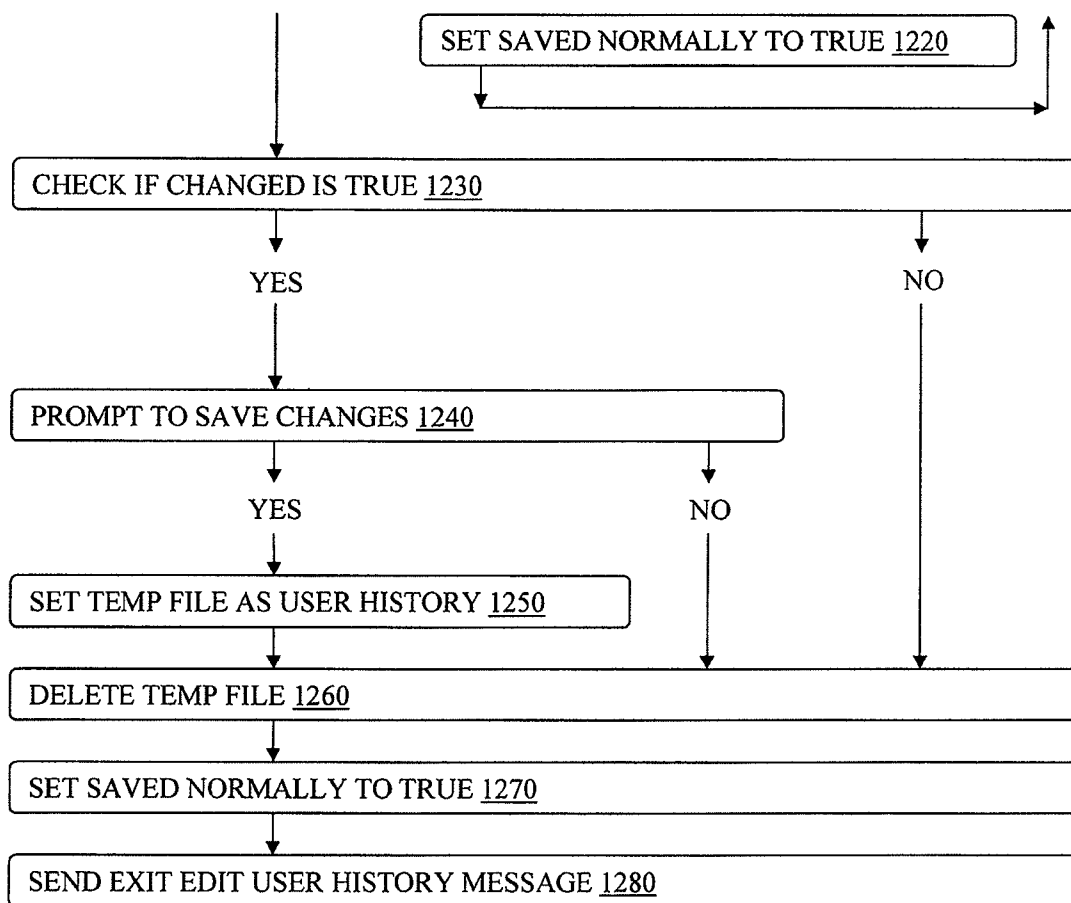 SET SAVED NORMALLY TO TRUE 1220
CHECK IF CHANGED IS TRUE 1230
YES
NO
PROMPT TO SAVE CHANGES 1240
YES
NO
SET TEMP FILE AS USER HISTORY 1250
DELETE TEMP FILE 1260
SET SAVED NORMALLY TO TRUE 1270
SEND EXIT EDIT USER HISTORY MESSAGE 1280